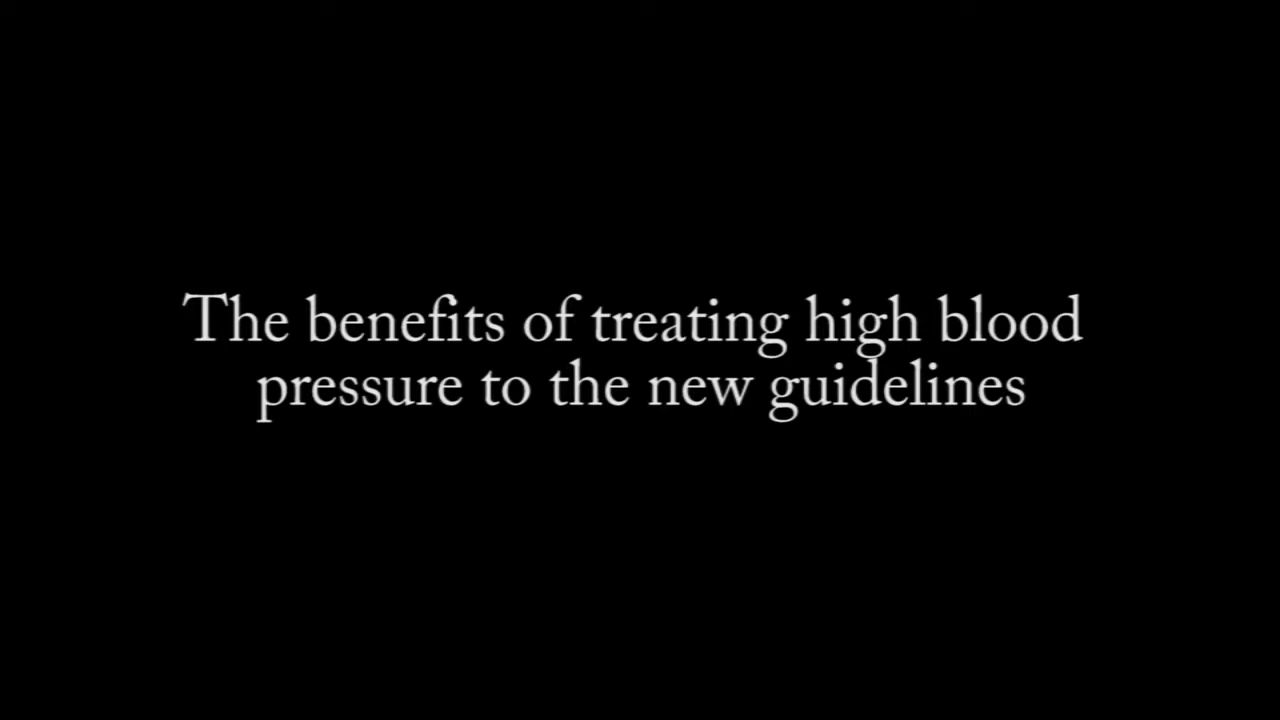 The benefits of treating high blood
pressure to the new guidelines